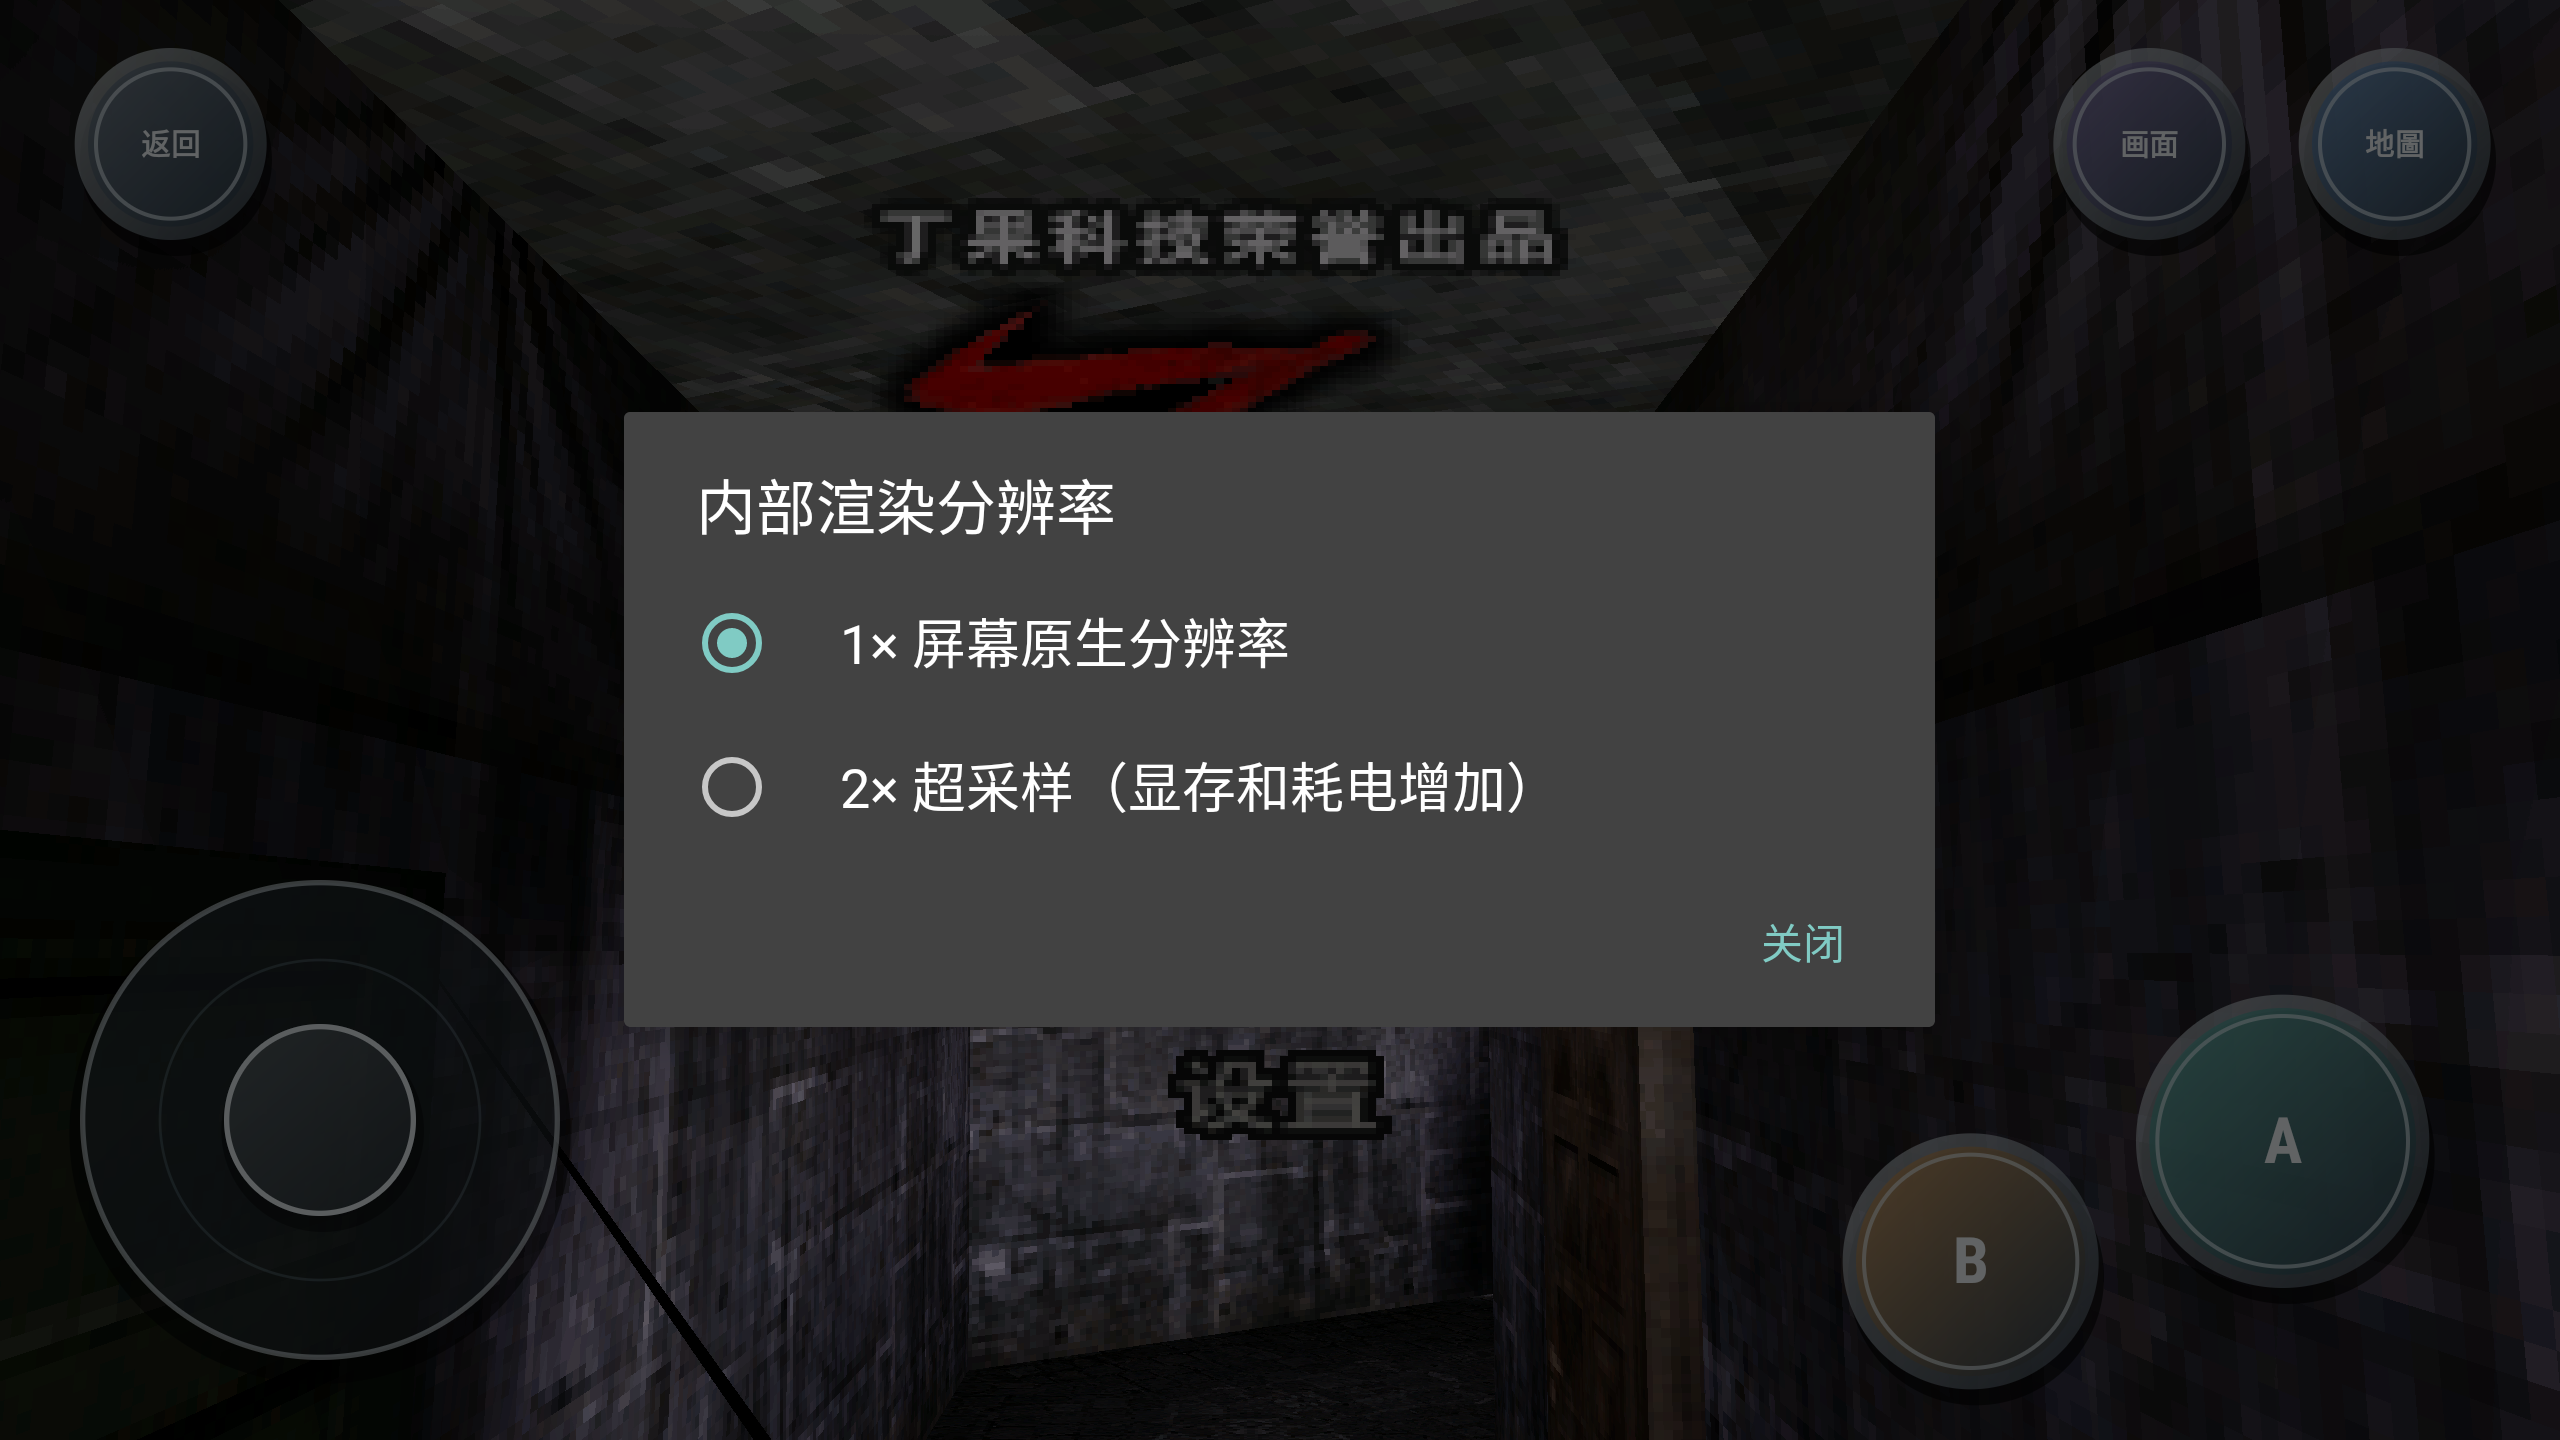 返回
画面
地圖
丁果科技荣誉出品
内部渲染分辨率
1× 屏幕原生分辨率
2× 超采样（显存和耗电增加）
关闭
设置
A
B